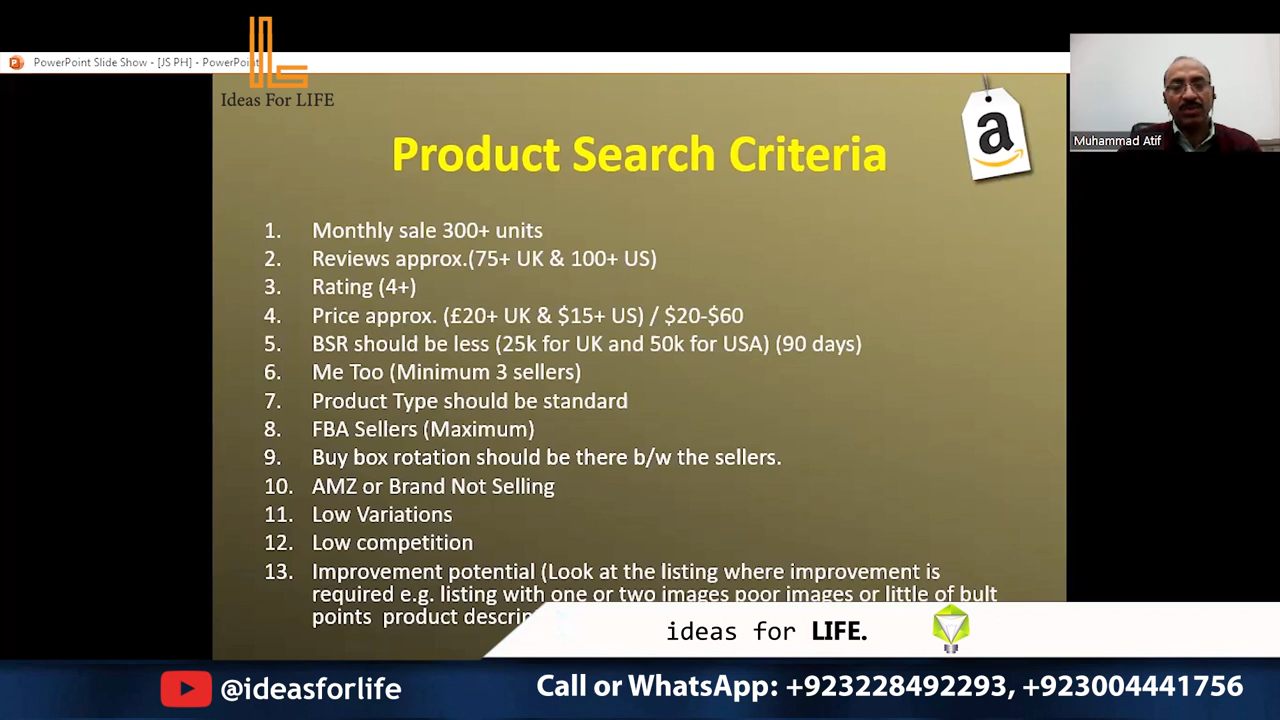 PowerPoint Slide Show - [JS PH] - PowerPoint
Ideas For LIFE
a
Muhammad Atif
Product Search Criteria
1. Monthly sale 300+ units
2. Reviews approx.(75+ UK & 100+ US)
3. Rating (4+)
4. Price approx. (£20+ UK & $15+ US) / $20-$60
5. BSR should be less (25k for UK and 50k for USA) (90 days)
6. Me Too (Minimum 3 sellers)
7. Product Type should be standard
8. FBA Sellers (Maximum)
9. Buy box rotation should be there b/w the sellers.
10. AMZ or Brand Not Selling
11. Low Variations
12. Low competition
13. Improvement potential (Look at the listing where improvement is
required e.g. listing with one or two images poor images or little of bult
points product descrip
ideas for LIFE.
@ideasforlife
Call or WhatsApp: +923228492293, +923004441756